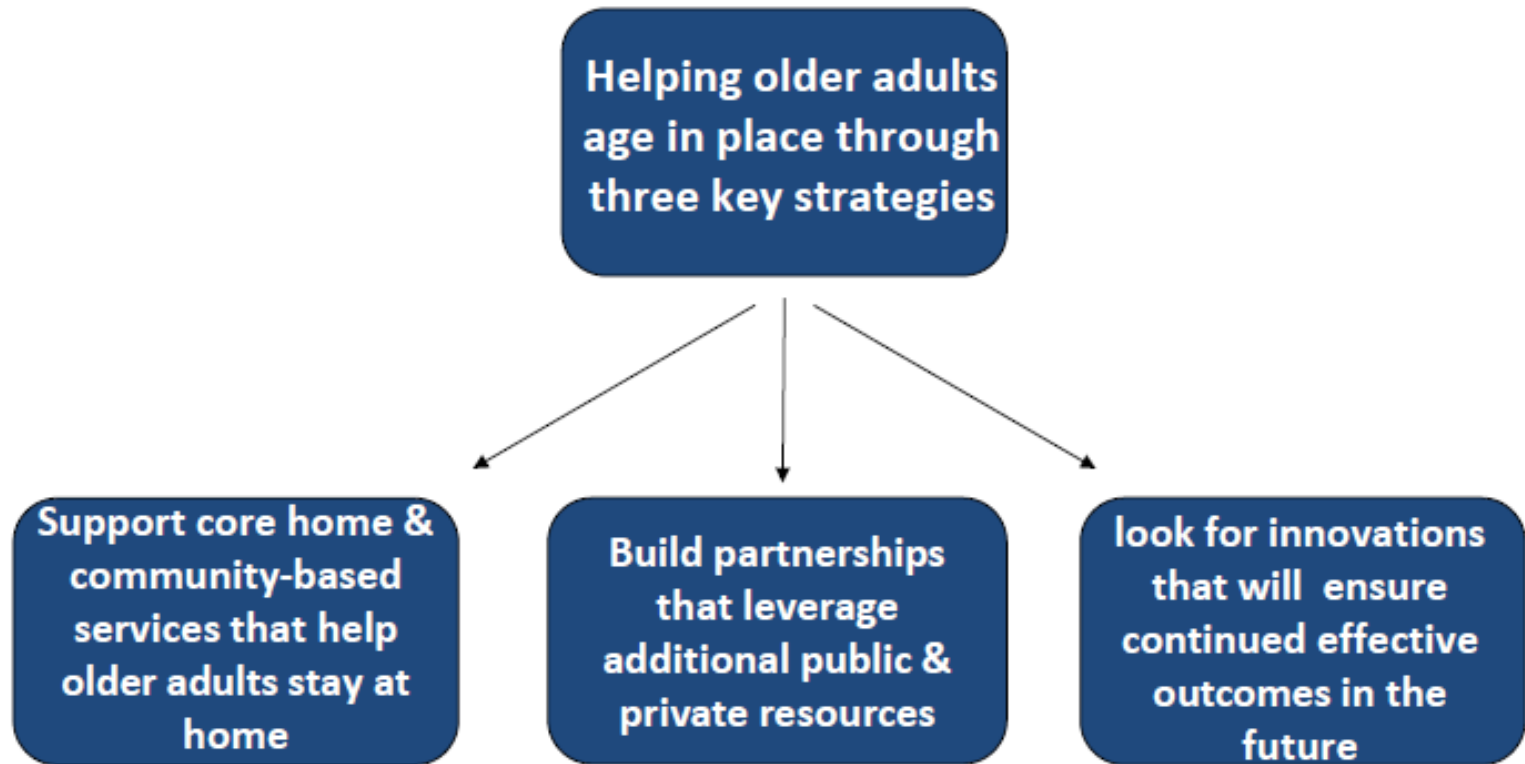 Helping older adults
age in place through
three key strategies
Support core home &
community-based
services that help
older adults stay at
home
Build partnerships
that leverage
additional public &
private resources
look for innovations
that will  ensure
continued effective
outcomes in the
future